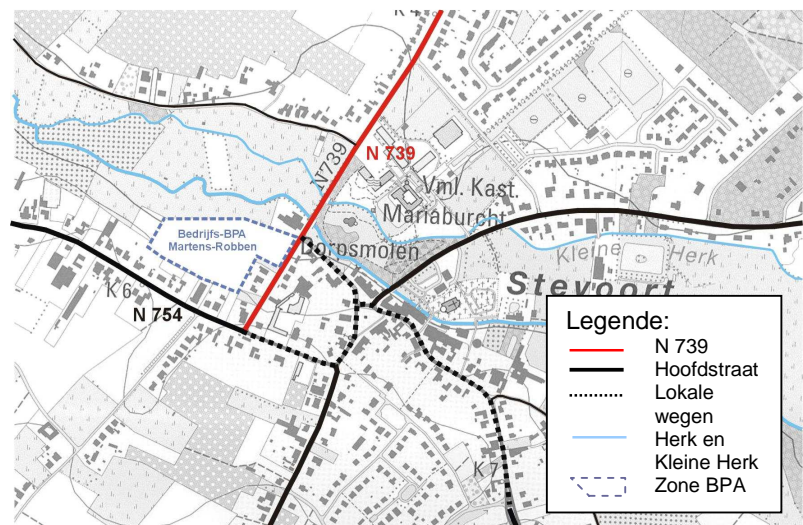 N739
N 739
Vml. Kast.
Mariaburcht
Bedrijfs-BPA
Martens-Robben
Dorpsmolen
Kleine Herk
K 6
N 754
Stevoort
K 7
Legende:
N 739
Hoofdstraat
Lokale
wegen
Herk en
Kleine Herk
Zone BPA